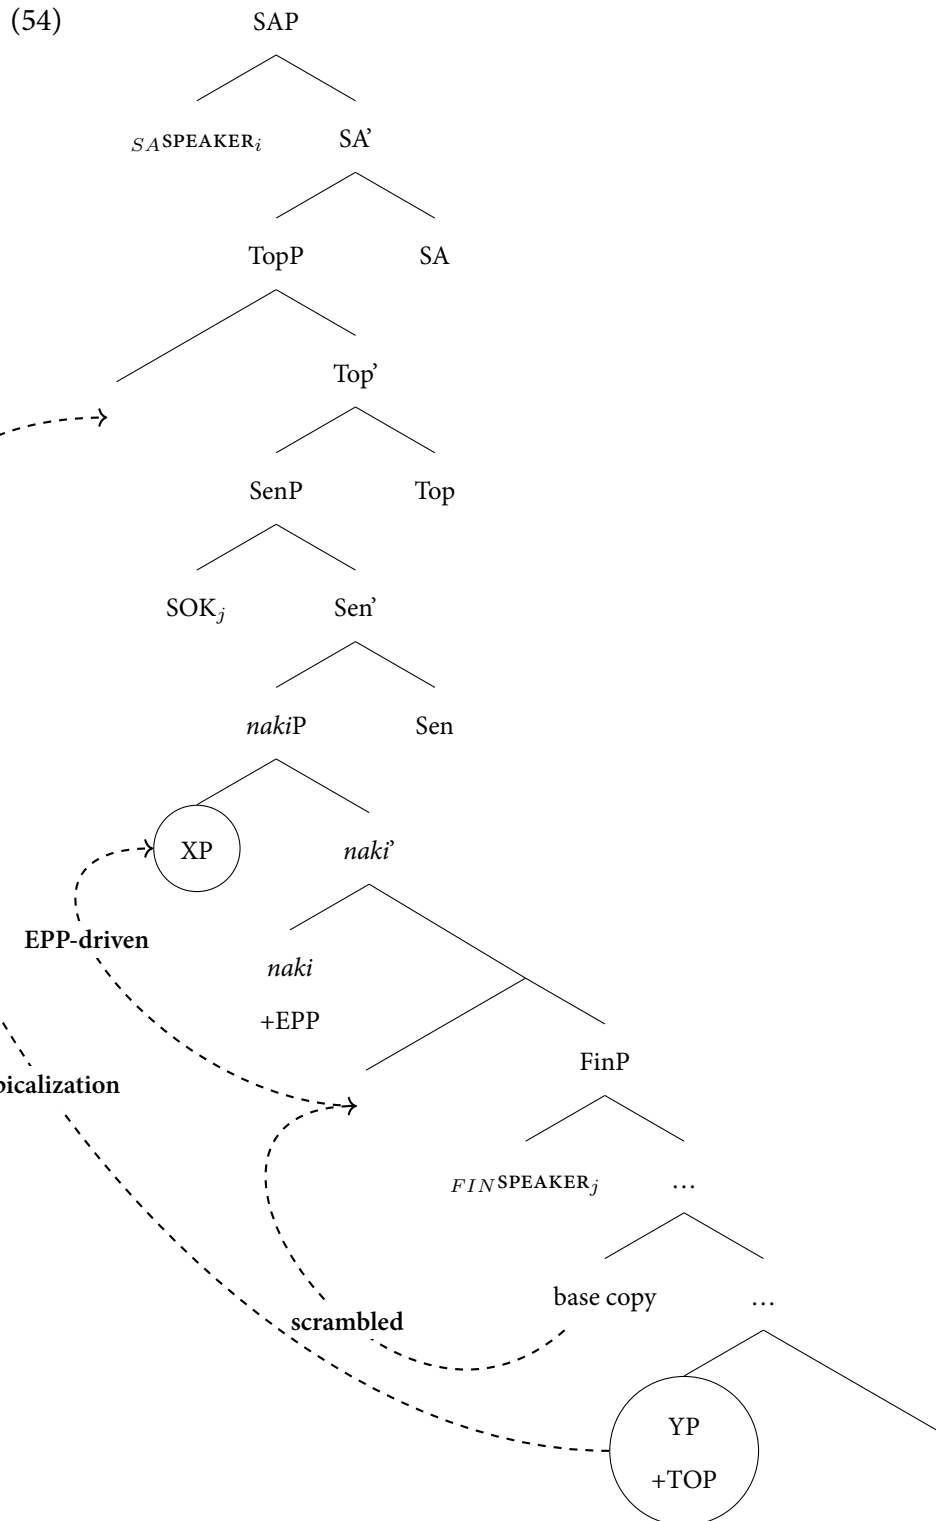 (54)
SAP
SASPEAKERi SA’
TopP SA
Top’
SenP Top
SOKj Sen’
nakiP Sen
XP naki’
EPP-driven
naki
+EPP
FinP
picalization
FINSPEAKERj ...
base copy ...
scrambled
YP
+TOP